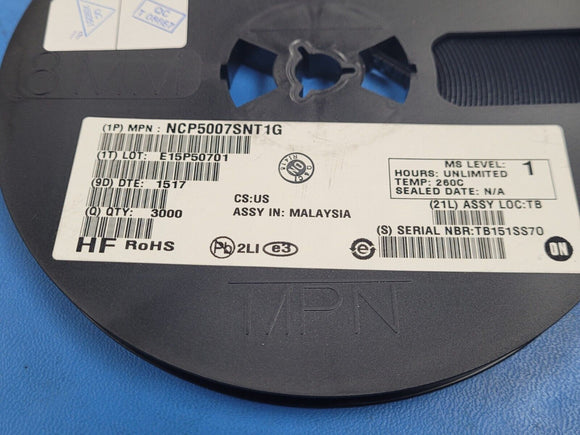 QC
8MM
(1P) MPN : NCP5007SNT1G
(1T) LOT: E15P50701
(9D) DTE: 1517
(Q) QTY: 3000
HF RoHS
CS:US
ASSY IN: MALAYSIA
Pb 2LI e3
e
MS LEVEL: 1
HOURS: UNLIMITED
TEMP: 260C
SEALED DATE: N/A
(21L) ASSY LOC:TB
(S) SERIAL NBR:TB151SS70
ON
MPN